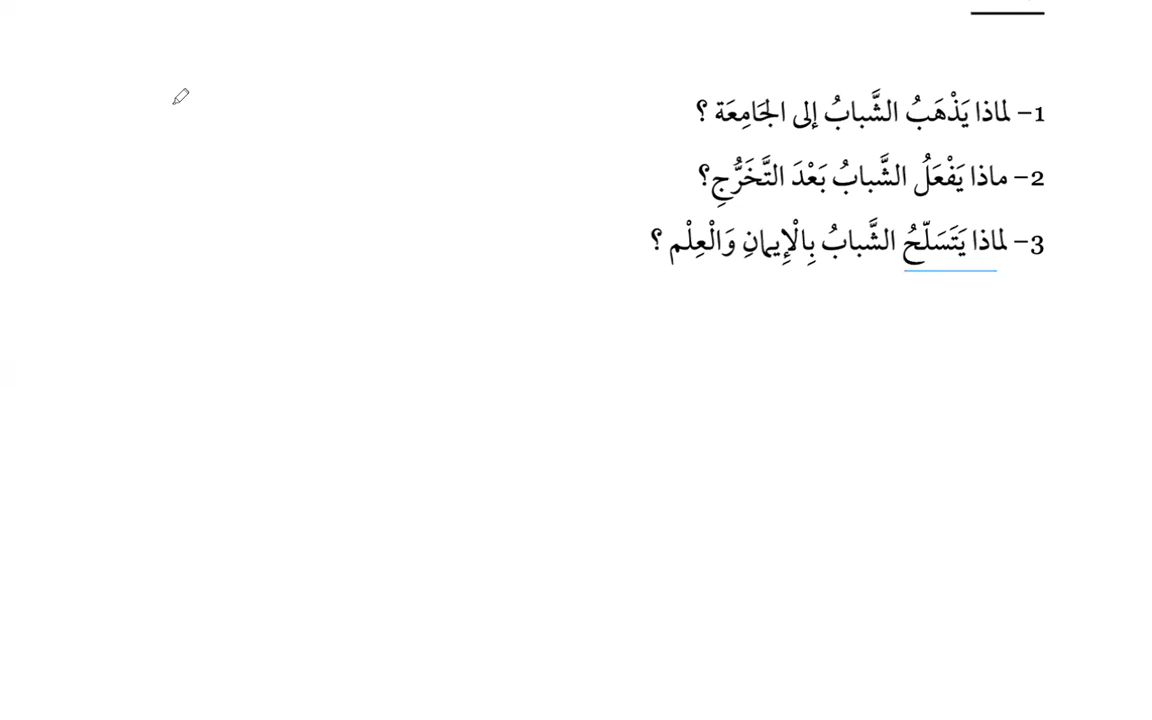 1– لماذا يَذْهَبُ الشَّبابُ إلى الجَامِعَة ؟
2– ماذا يَفْعَلُ الشَّبابُ بَعْدَ التَّخَرُّجِ؟
3– لماذا يَتَسَلّحُ الشَّبابُ بِالْإِيمانِ وَالْعِلْم ؟